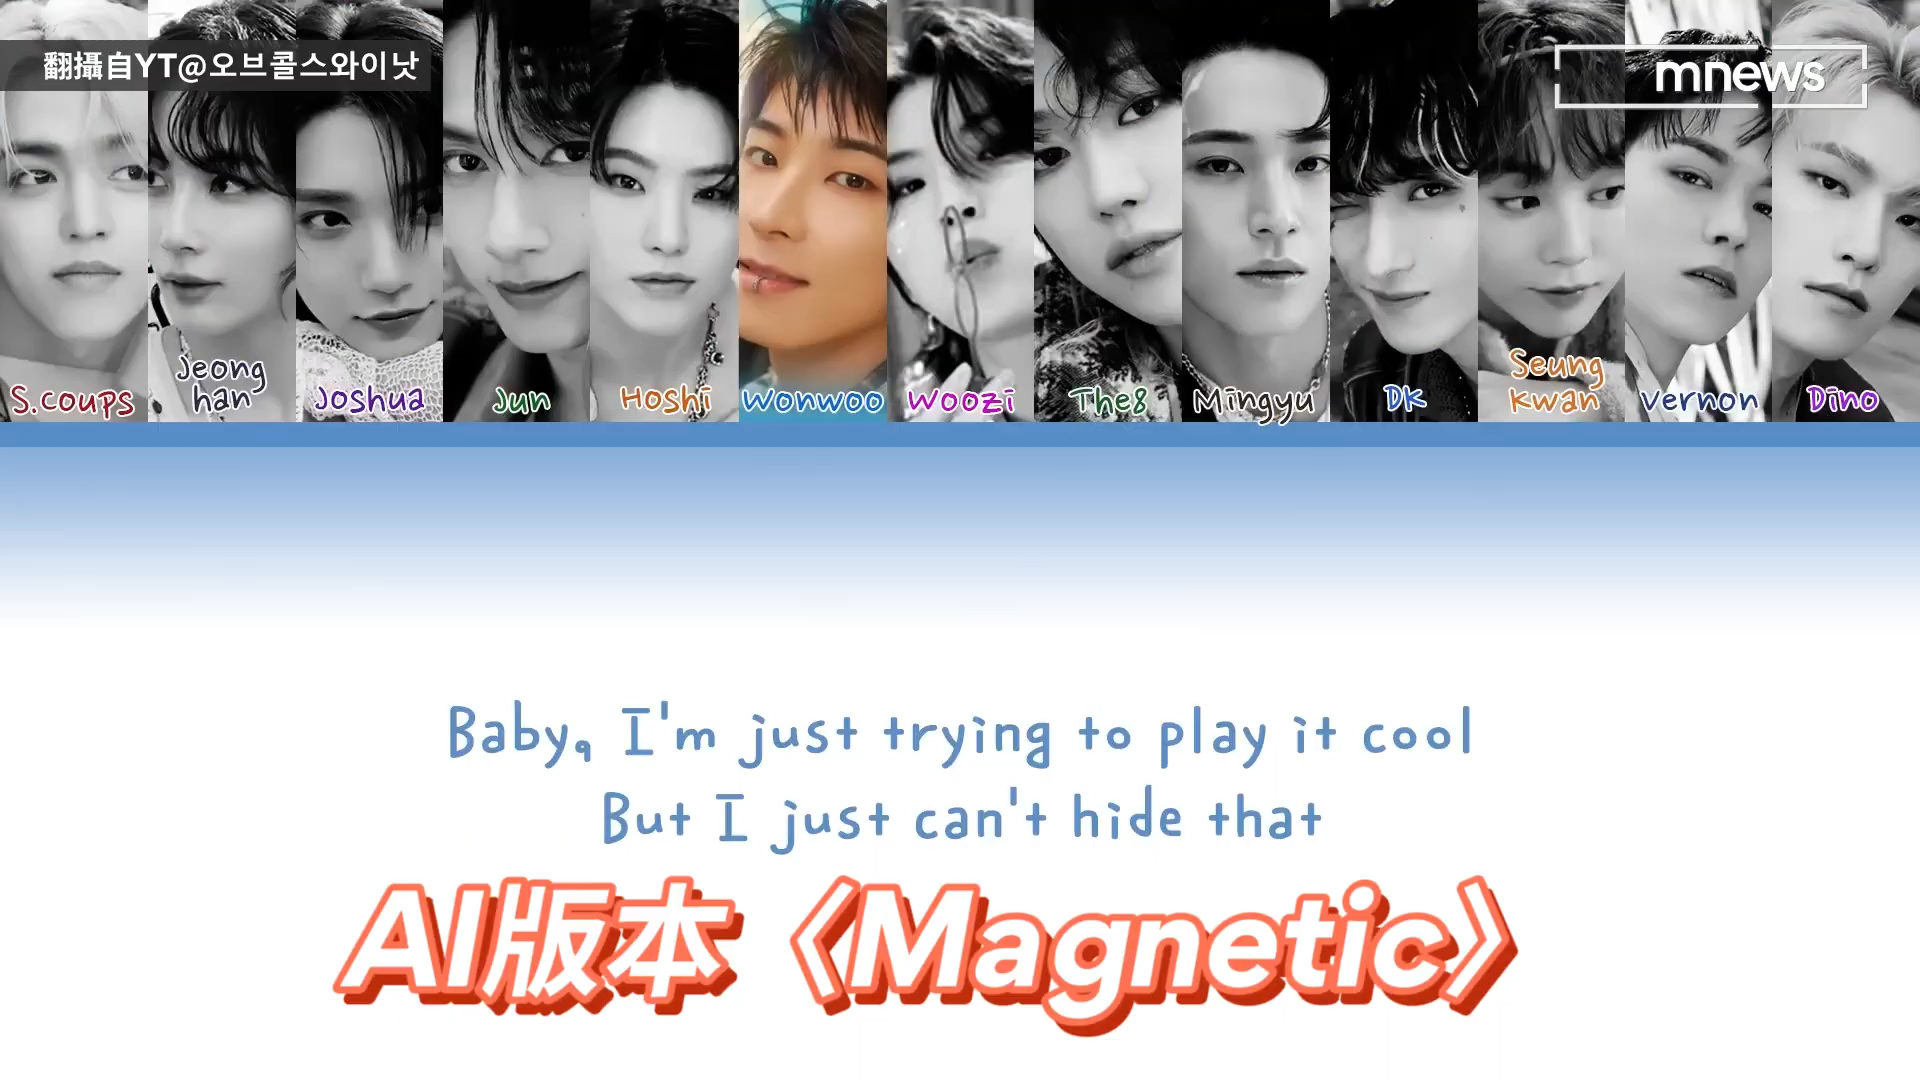 翻攝自YT@오브콜스와이낫
mnews
S.coups
Jeong
han
Joshua
Jun
Hoshi
Wonwoo
Woozi
The8
Mingyu
DK
Seung
kwan
Vernon
Dino
Baby, I'm just trying to play it cool
But I just can't hide that
AI版本《Magnetic》